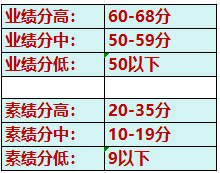 业绩分高： 60-68分
业绩分中： 50-59分
业绩分低： 50以下
素绩分高： 20-35分
素绩分中： 10-19分
素绩分低： 9以下